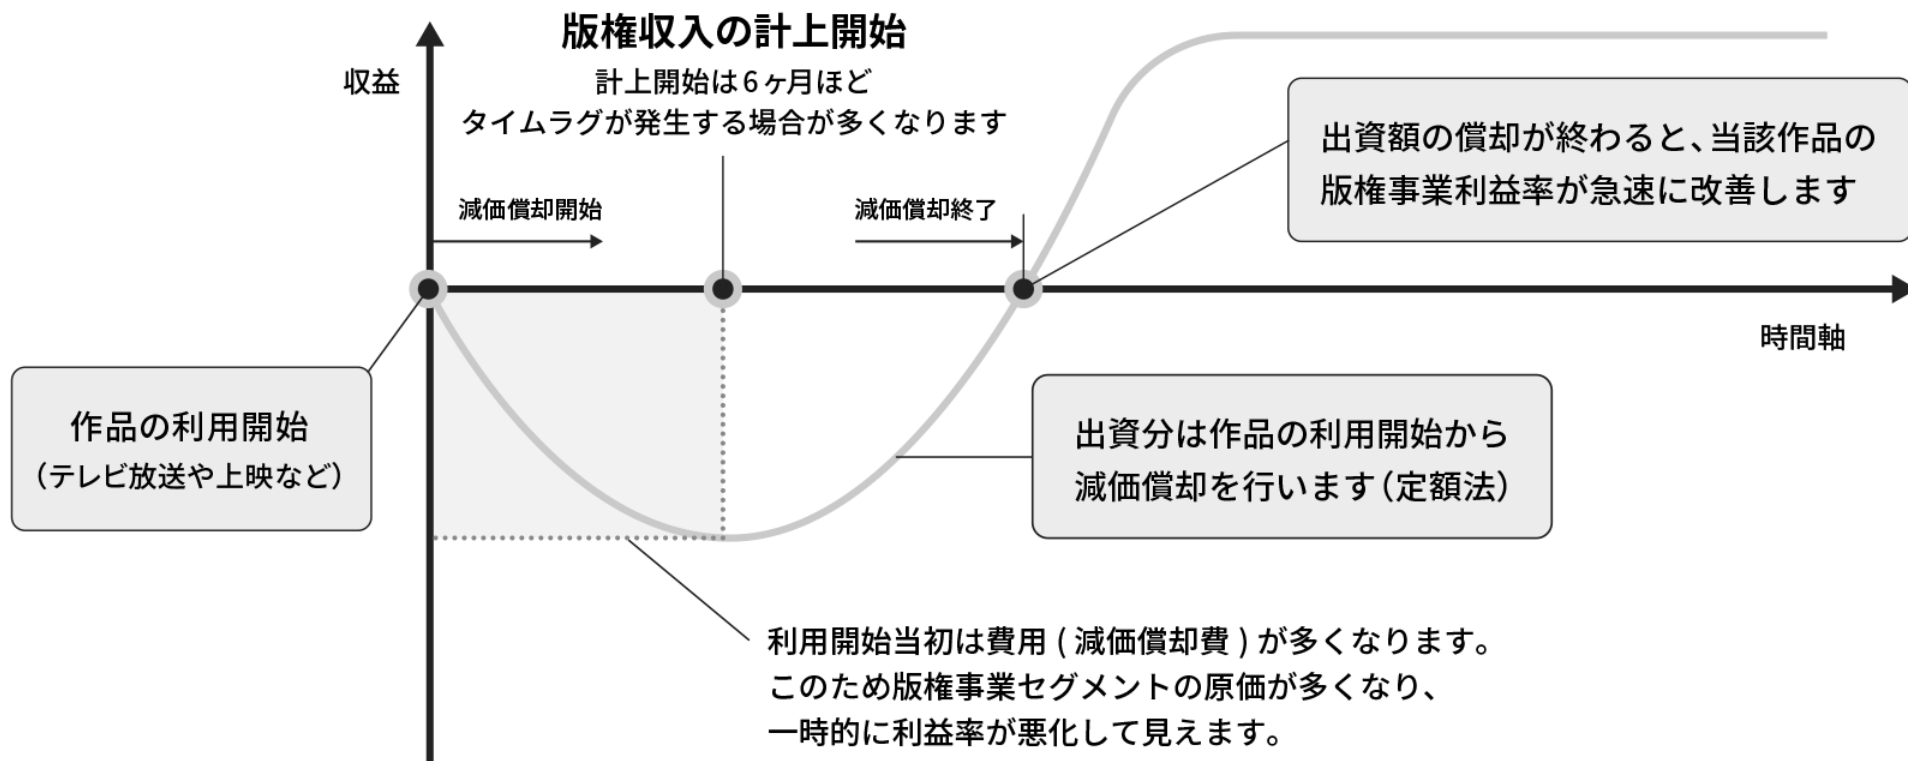 版権収入の計上開始
計上開始は6ヶ月ほど
タイムラグが発生する場合が多くなります
収益
減価償却開始
減価償却終了
出資額の償却が終わると、当該作品の
版権事業利益率が急速に改善します
時間軸
作品の利用開始
（テレビ放送や上映など）
出資分は作品の利用開始から
減価償却を行います（定額法）
利用開始当初は費用 ( 減価償却費 ) が多くなります。
このため版権事業セグメントの原価が多くなり、
一時的に利益率が悪化して見えます。